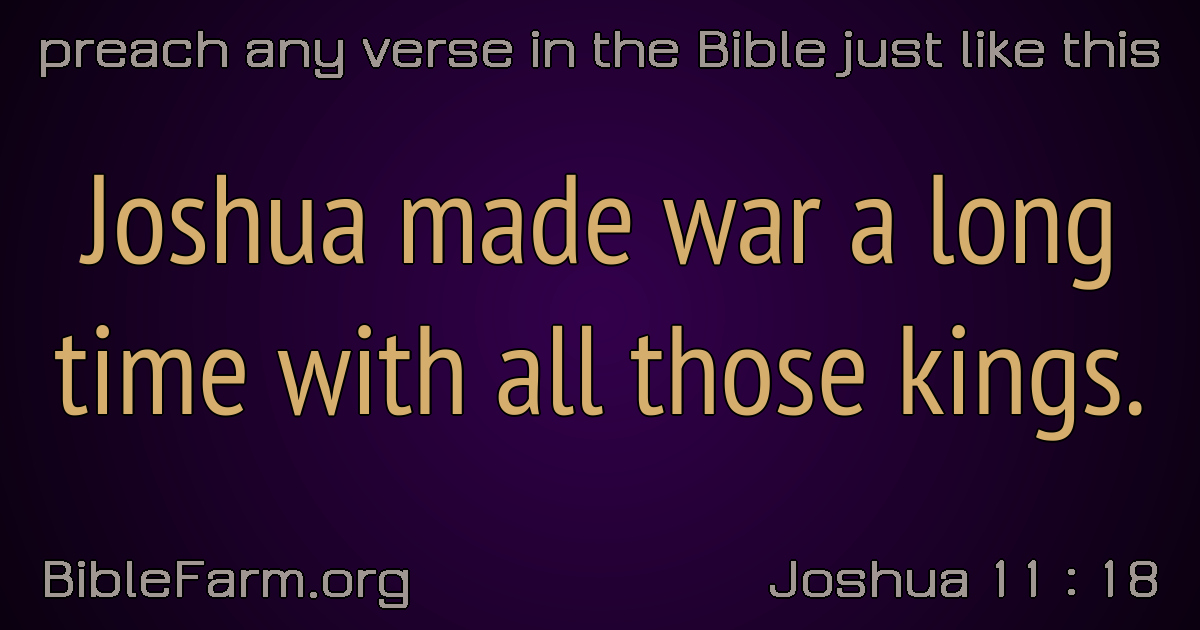 preach any verse in the Bible just like this
Joshua made war a long
time with all those kings.
BibleFarm.org
Joshua 11 : 18